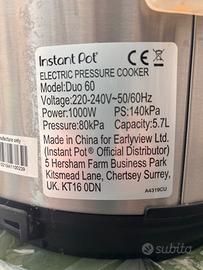 Instant Pot®
ELECTRIC PRESSURE COOKER
Model:Duo 60
Voltage:220-240V~50/60Hz
Power:1000W PS:140kPa
Pressure:80kPa Capacity:5.7L
Made in China for Earlyview Ltd.
(Instant Pot® Official Distributor)
5 Hersham Farm Business Park
Kitsmead Lane, Chertsey Surrey,
UK. KT16 0DN
A4319CU
subito